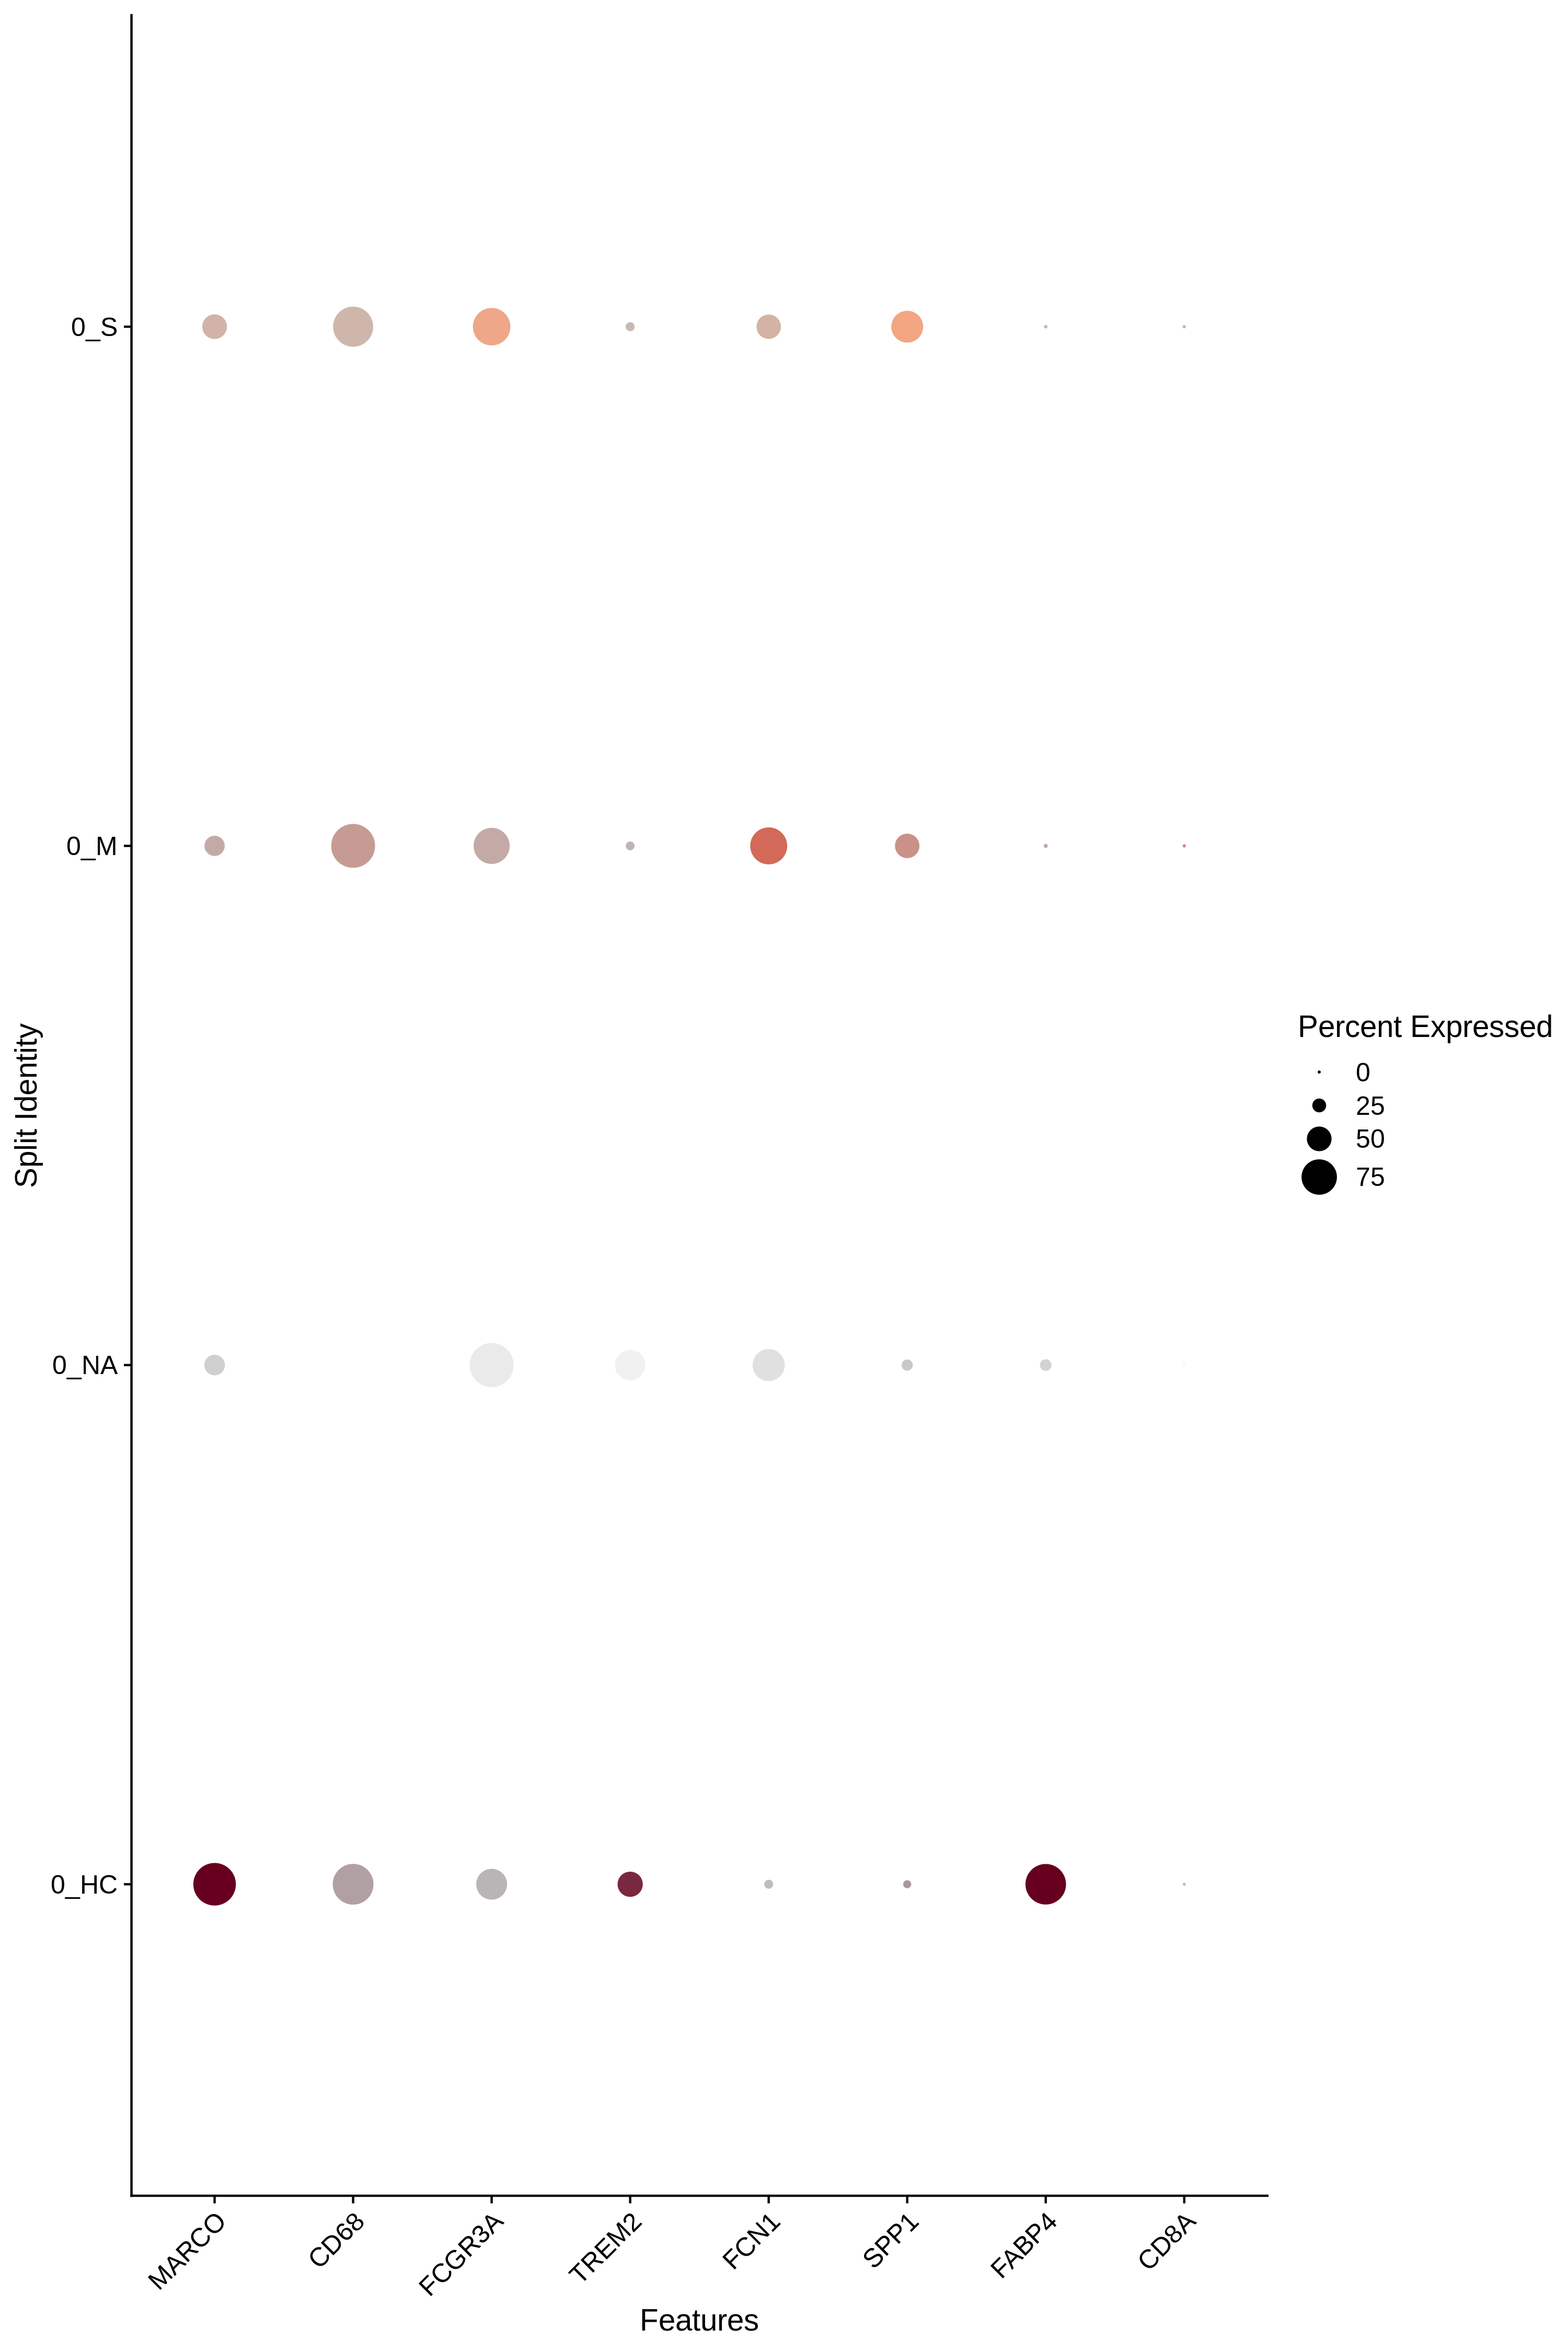 0_S
0_M
0_NA
0_HC
Split Identity
MARCO
CD68
FCGR3A
TREM2
FCN1
SPP1
FABP4
CD8A
Features
Percent Expressed
0
25
50
75